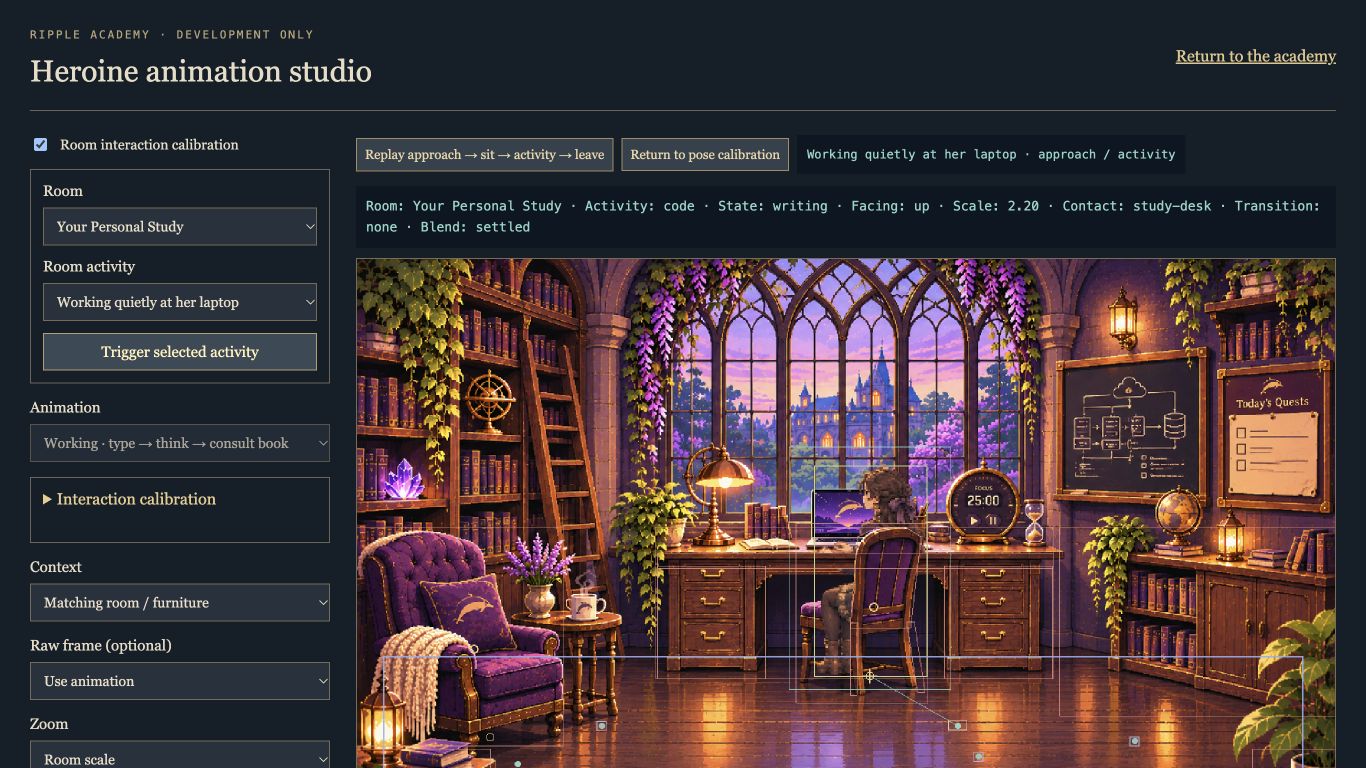 RIPPLE ACADEMY · DEVELOPMENT ONLY
Heroine animation studio
Return to the academy
Room interaction calibration
Replay approach → sit → activity → leave
Return to pose calibration
Working quietly at her laptop · approach / activity
Room
Your Personal Study
Room activity
Working quietly at her laptop
Trigger selected activity
Room: Your Personal Study · Activity: code · State: writing · Facing: up · Scale: 2.20 · Contact: study-desk · Transition:
none · Blend: settled
Animation
Working · type → think → consult book
Interaction calibration
Context
Matching room / furniture
Raw frame (optional)
Use animation
Zoom
Room scale
Today's Quests
FOCUS
25:00